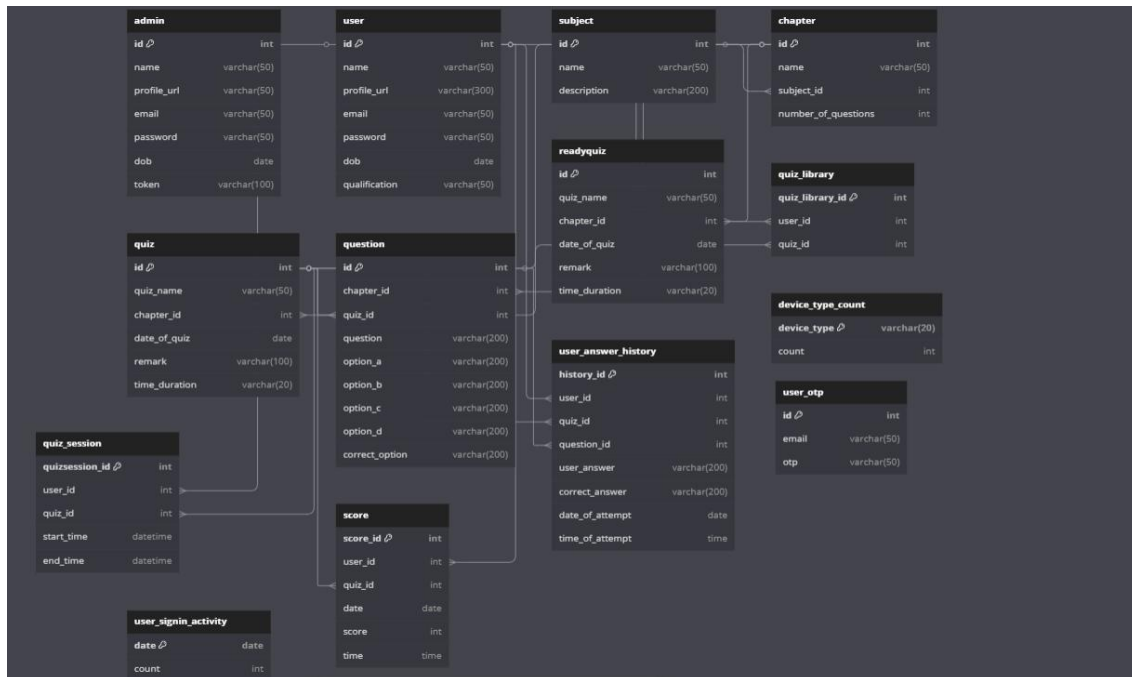 admin
id int
name varchar(50)
profile_url varchar(50)
email varchar(50)
password varchar(50)
dob date
token varchar(100)
user
id int
name varchar(50)
profile_url varchar(300)
email varchar(50)
password varchar(50)
dob date
qualification varchar(50)
subject
id int
name varchar(50)
description varchar(200)
chapter
id int
name varchar(50)
subject_id int
number_of_questions int
readyquiz
id int
quiz_name varchar(50)
chapter_id int
date_of_quiz date
remark varchar(100)
time_duration varchar(20)
quiz_library
quiz_library_id int
user_id int
quiz_id int
quiz
id int
quiz_name varchar(50)
chapter_id int
date_of_quiz date
remark varchar(100)
time_duration varchar(20)
question
id int
chapter_id int
quiz_id int
question varchar(200)
option_a varchar(200)
option_b varchar(200)
option_c varchar(200)
option_d varchar(200)
correct_option varchar(200)
device_type_count
device_type varchar(20)
count int
user_answer_history
history_id int
user_id int
quiz_id int
question_id int
user_answer varchar(200)
correct_answer varchar(200)
date_of_attempt date
time_of_attempt time
user_otp
id int
email varchar(50)
otp varchar(50)
quiz_session
quizsession_id int
user_id int
quiz_id int
start_time datetime
end_time datetime
score
score_id int
user_id int
quiz_id int
date date
score int
time time
user_signin_activity
date date
count int